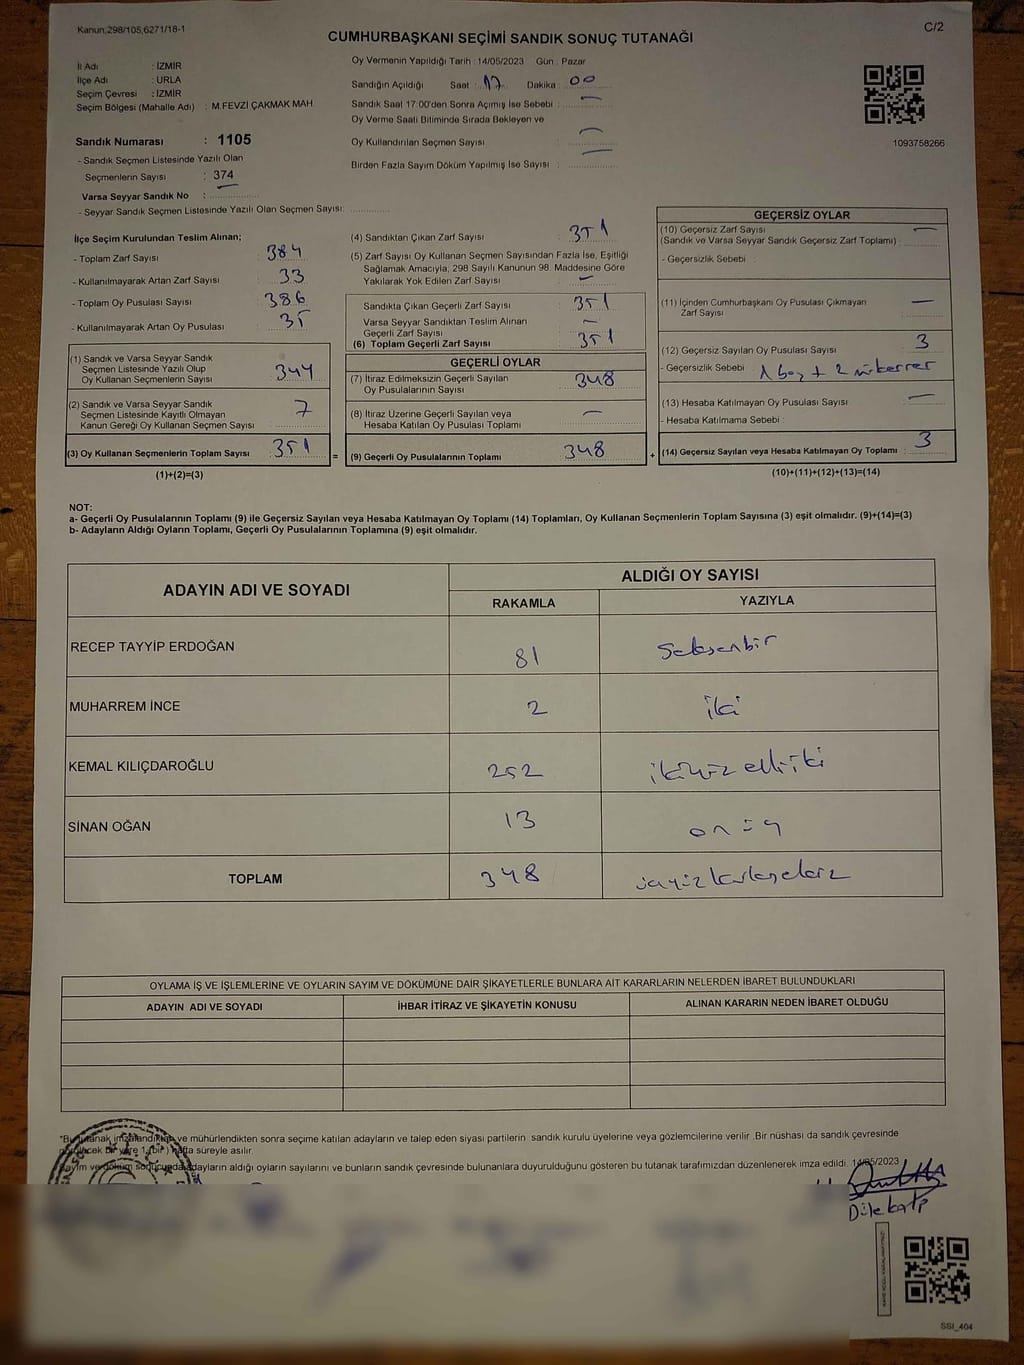 Kanun,298/105,6271/18-1
C/2
CUMHURBAŞKANI SEÇİMİ SANDIK SONUÇ TUTANAĞI
İl Adı : İZMİR
İlçe Adı : URLA
Seçim Çevresi : İZMİR
Seçim Bölgesi (Mahalle Adı) : M.FEVZİ ÇAKMAK MAH
Sandık Numarası : 1105
- Sandık Seçmen Listesinde Yazılı Olan
Seçmenlerin Sayısı : 374
Varsa Seyyar Sandık No :
- Seyyar Sandık Seçmen Listesinde Yazılı Olan Seçmen Sayısı:
Oy Vermenin Yapıldığı Tarih : 14/05/2023 Gün : Pazar
Sandığın Açıldığı Saat : 17 Dakika : 00
Sandık Saat 17:00'den Sonra Açımış İse Sebebi : —
Oy Verme Saati Bitiminde Sırada Bekleyen ve
Oy Kullandırılan Seçmen Sayısı : —
Birden Fazla Sayım Döküm Yapılmış İse Sayısı : —
1093758266
İlçe Seçim Kurulundan Teslim Alınan;
- Toplam Zarf Sayısı : 384
- Kullanılmayarak Artan Zarf Sayısı : 33
- Toplam Oy Pusulası Sayısı : 386
- Kullanılmayarak Artan Oy Pusulası : 35
(1) Sandık ve Varsa Seyyar Sandık
Seçmen Listesinde Yazılı Olup
Oy Kullanan Seçmenlerin Sayısı : 344
(2) Sandık ve Varsa Seyyar Sandık
Seçmen Listesinde Kayıtlı Olmayan
Kanun Gereği Oy Kullanan Seçmen Sayısı : 7
(3) Oy Kullanan Seçmenlerin Toplam Sayısı : 351
(1)+(2)=(3)
=
(4) Sandıktan Çıkan Zarf Sayısı : 351
(5) Zarf Sayısı Oy Kullanan Seçmen Sayısından Fazla İse, Eşitliği
Sağlamak Amacıyla; 298 Sayılı Kanunun 98. Maddesine Göre
Yakılarak Yok Edilen Zarf Sayısı : —
Sandıkta Çıkan Geçerli Zarf Sayısı : 351
Varsa Seyyar Sandıktan Teslim Alınan
Geçerli Zarf Sayısı : —
(6) Toplam Geçerli Zarf Sayısı : 351
GEÇERLİ OYLAR
(7) İtiraz Edilmeksizin Geçerli Sayılan
Oy Pusulasının Sayısı : 348
(8) İtiraz Üzerine Geçerli Sayılan veya
Hesaba Katılan Oy Pusulası Toplamı : —
(9) Geçerli Oy Pusulalarının Toplamı : 348
+
GEÇERSİZ OYLAR
(10) Geçersiz Zarf Sayısı : —
(Sandık ve Varsa Seyyar Sandık Geçersiz Zarf Toplamı) :
- Geçersizlik Sebebi :
(11) İçinden Cumhurbaşkanı Oy Pusulası Çıkmayan : —
Zarf Sayısı
(12) Geçersiz Sayılan Oy Pusulası Sayısı : 3
- Geçersizlik Sebebi : 1 boş + 2 mükerrer
(13) Hesaba Katılmayan Oy Pusulası Sayısı : —
- Hesaba Katılmama Sebebi :
(14) Geçersiz Sayılan veya Hesaba Katılmayan Oy Toplamı : 3
(10)+(11)+(12)+(13)=(14)
NOT:
a- Geçerli Oy Pusulalarının Toplamı (9) ile Geçersiz Sayılan veya Hesaba Katılmayan Oy Toplamı (14) Toplamları, Oy Kullanan Seçmenlerin Toplam Sayısına (3) eşit olmalıdır. (9)+(14)=(3)
b- Adayların Aldığı Oyların Toplamı, Geçerli Oy Pusulalarının Toplamına (9) eşit olmalıdır.
ADAYIN ADI VE SOYADI
ALDIĞI OY SAYISI
RAKAMLA YAZIYLA
RECEP TAYYİP ERDOĞAN 81 Seksenbir
MUHARREM İNCE 2 iki
KEMAL KILIÇDAROĞLU 252 ikiyüz elli iki
SİNAN OĞAN 13 on üç
TOPLAM 348 üçyüzkırksekiz
OYLAMA İŞ VE İŞLEMLERİNE VE OYLARIN SAYIM VE DÖKÜMÜNE DAİR ŞİKAYETLERLE BUNLARA AİT KARARLARIN NELERDEN İBARET BULUNDUKLARI
ADAYIN ADI VE SOYADI İHBAR İTİRAZ VE ŞİKAYETİN KONUSU ALINAN KARARIN NEDEN İBARET OLDUĞU
*Bu tutanak imzalandıktan ve mühürlendikten sonra seçime katılan adayların ve talep eden siyasi partilerin sandık kurulu üyelerine veya gözlemcilerine verilir ,Bir nüshası da sandık çevresinde
görülecek bir yere 1 (bir ) hafta süreyle asılır.
Sayım ve döküm sonucunda adayların aldığı oyların sayılarını ve bunların sandık çevresinde bulunanlara duyurulduğunu gösteren bu tutanak tarafımızdan düzenlenerek imza edildi. 14/05/2023
SSI_404